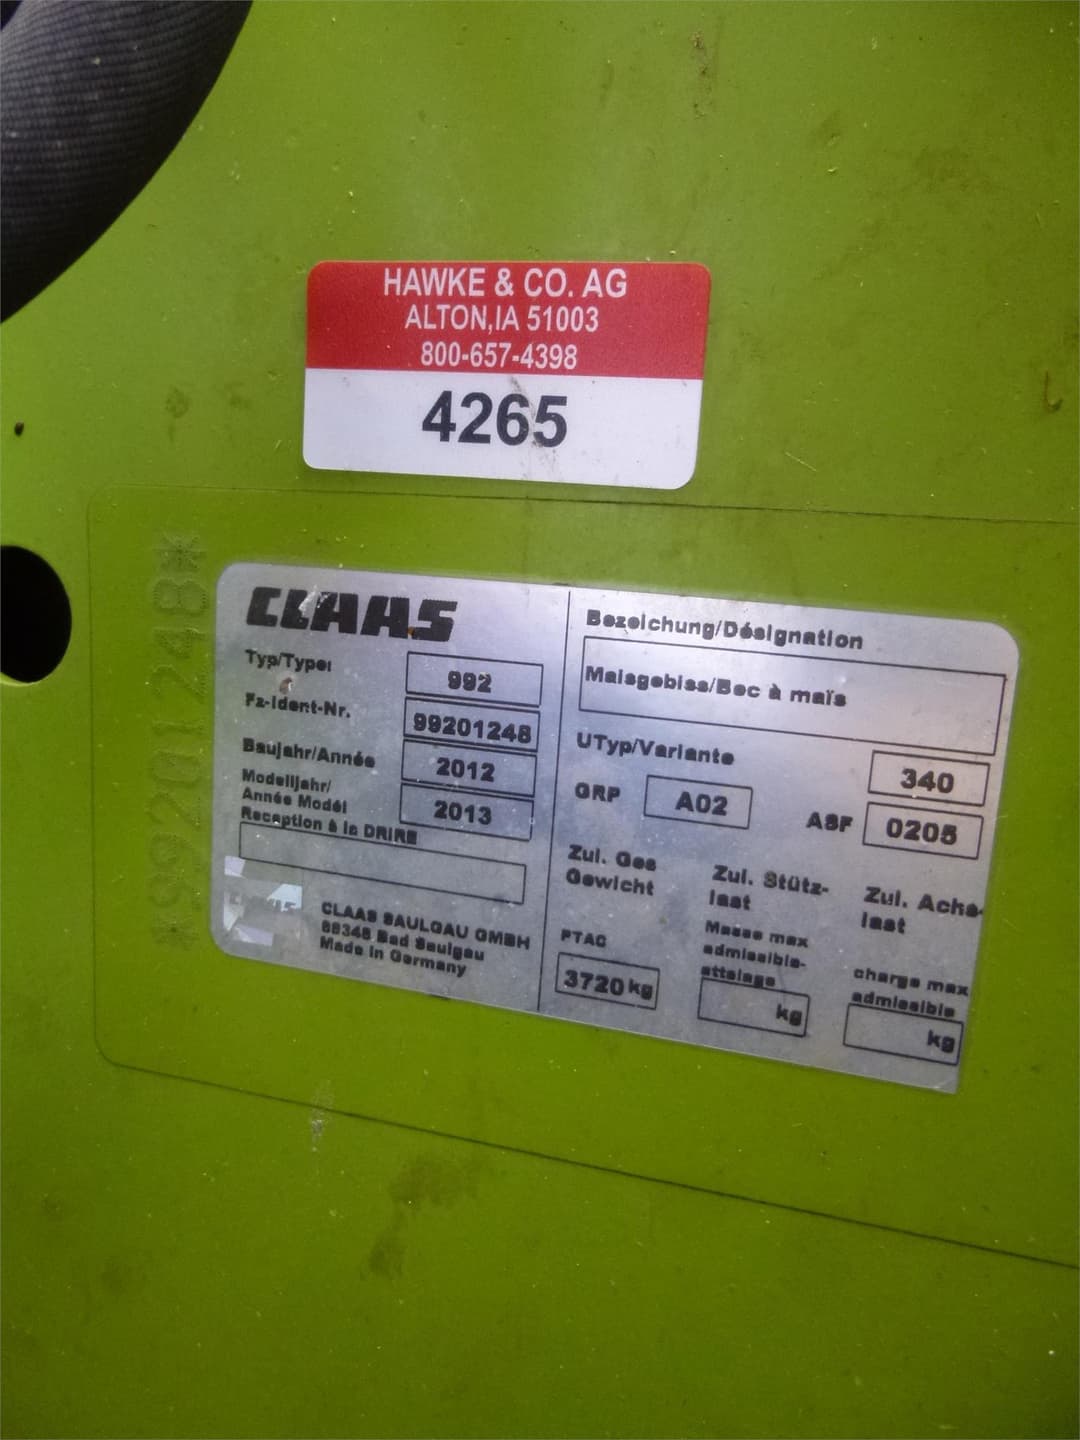 HAWKE & CO. AG
ALTON,IA 51003
800-657-4398
4265
*99201248*
CLAAS
Typ/Type:
992
Fz-Ident-Nr.
99201248
Baujahr/Année
2012
Modelljahr/
Année Modél
2013
Reception à la DRIRE
CLAAS SAULGAU GMBH
88348 Bad Saulgau
Made in Germany
Bezeichung/Désignation
Maisgebiss/Bec à maïs
UTyp/Variante
340
GRP
A02
ASF
0205
Zul. Ges
Gewicht
PTAC
3720 kg
Zul. Stütz-
last
Masse max
admissible-
attelage
kg
Zul. Achs-
last
charge max
admissible
kg